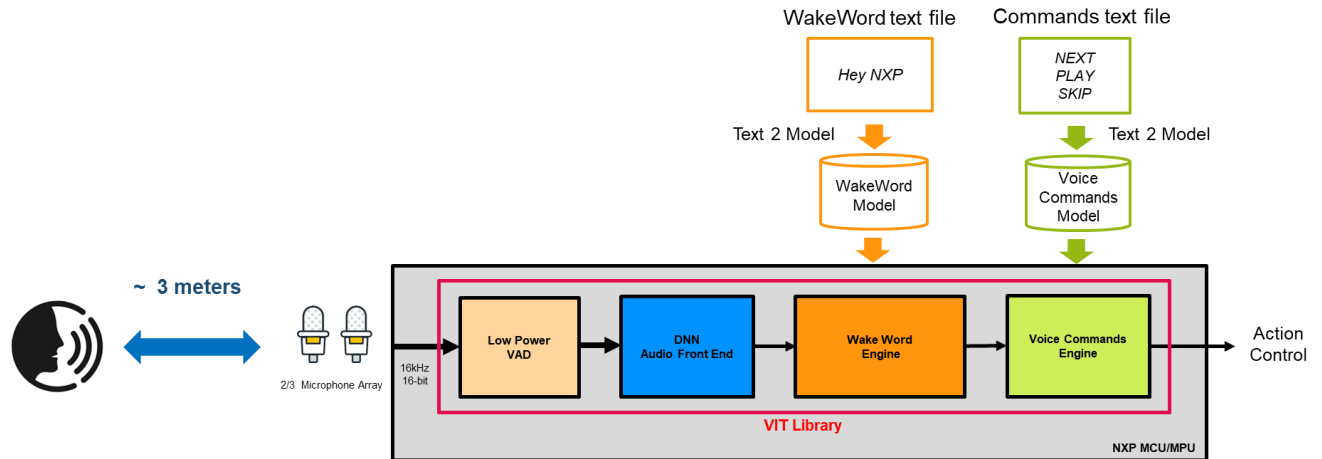 WakeWord text file
Commands text file
Hey NXP
NEXT
PLAY
SKIP
Text 2 Model
Text 2 Model
WakeWord
Model
Voice
Commands
Model
~ 3 meters
2/3 Microphone Array
16kHz
16-bit
Low Power
VAD
DNN
Audio Front End
Wake Word
Engine
Voice Commands
Engine
Action
Control
VIT Library
NXP MCU/MPU